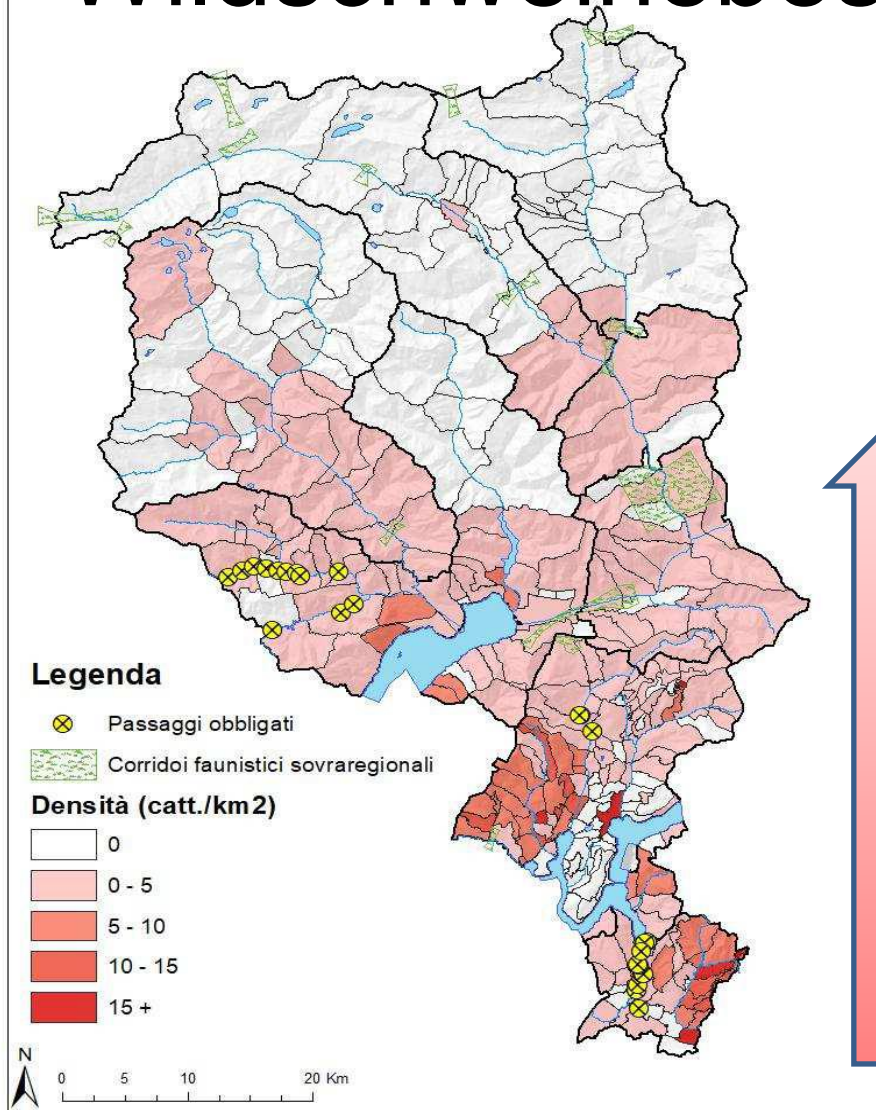 Legenda
Passaggi obbligati
Corridoi faunistici sovraregionali
Densità (catt./km2)
0
0 - 5
5 - 10
10 - 15
15 +
N
0 5 10 20 Km